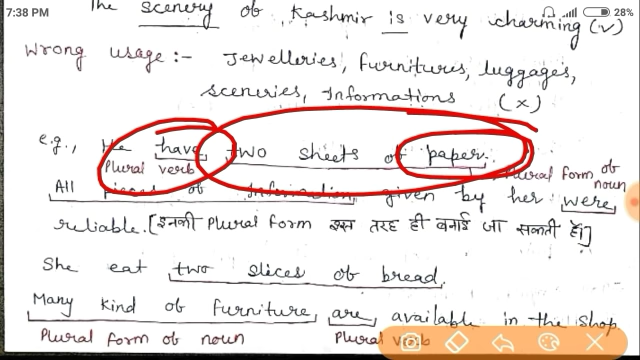 7:38 PM 28%
The scenery of Kashmir is very charming (✓)
Wrong usage :- Jewelleries, Furnitures, luggages,
sceneries, Informations (x)
e.g., He have two sheets of paper.
Plural verb Plural form of noun
All pieces of information given by her were
reliable. [इनकी Plural form इस तरह ही बनाई जा सकती है।]
She eat two slices of bread.
Many kind of furniture are available in the shop
Plural form of noun Plural verb